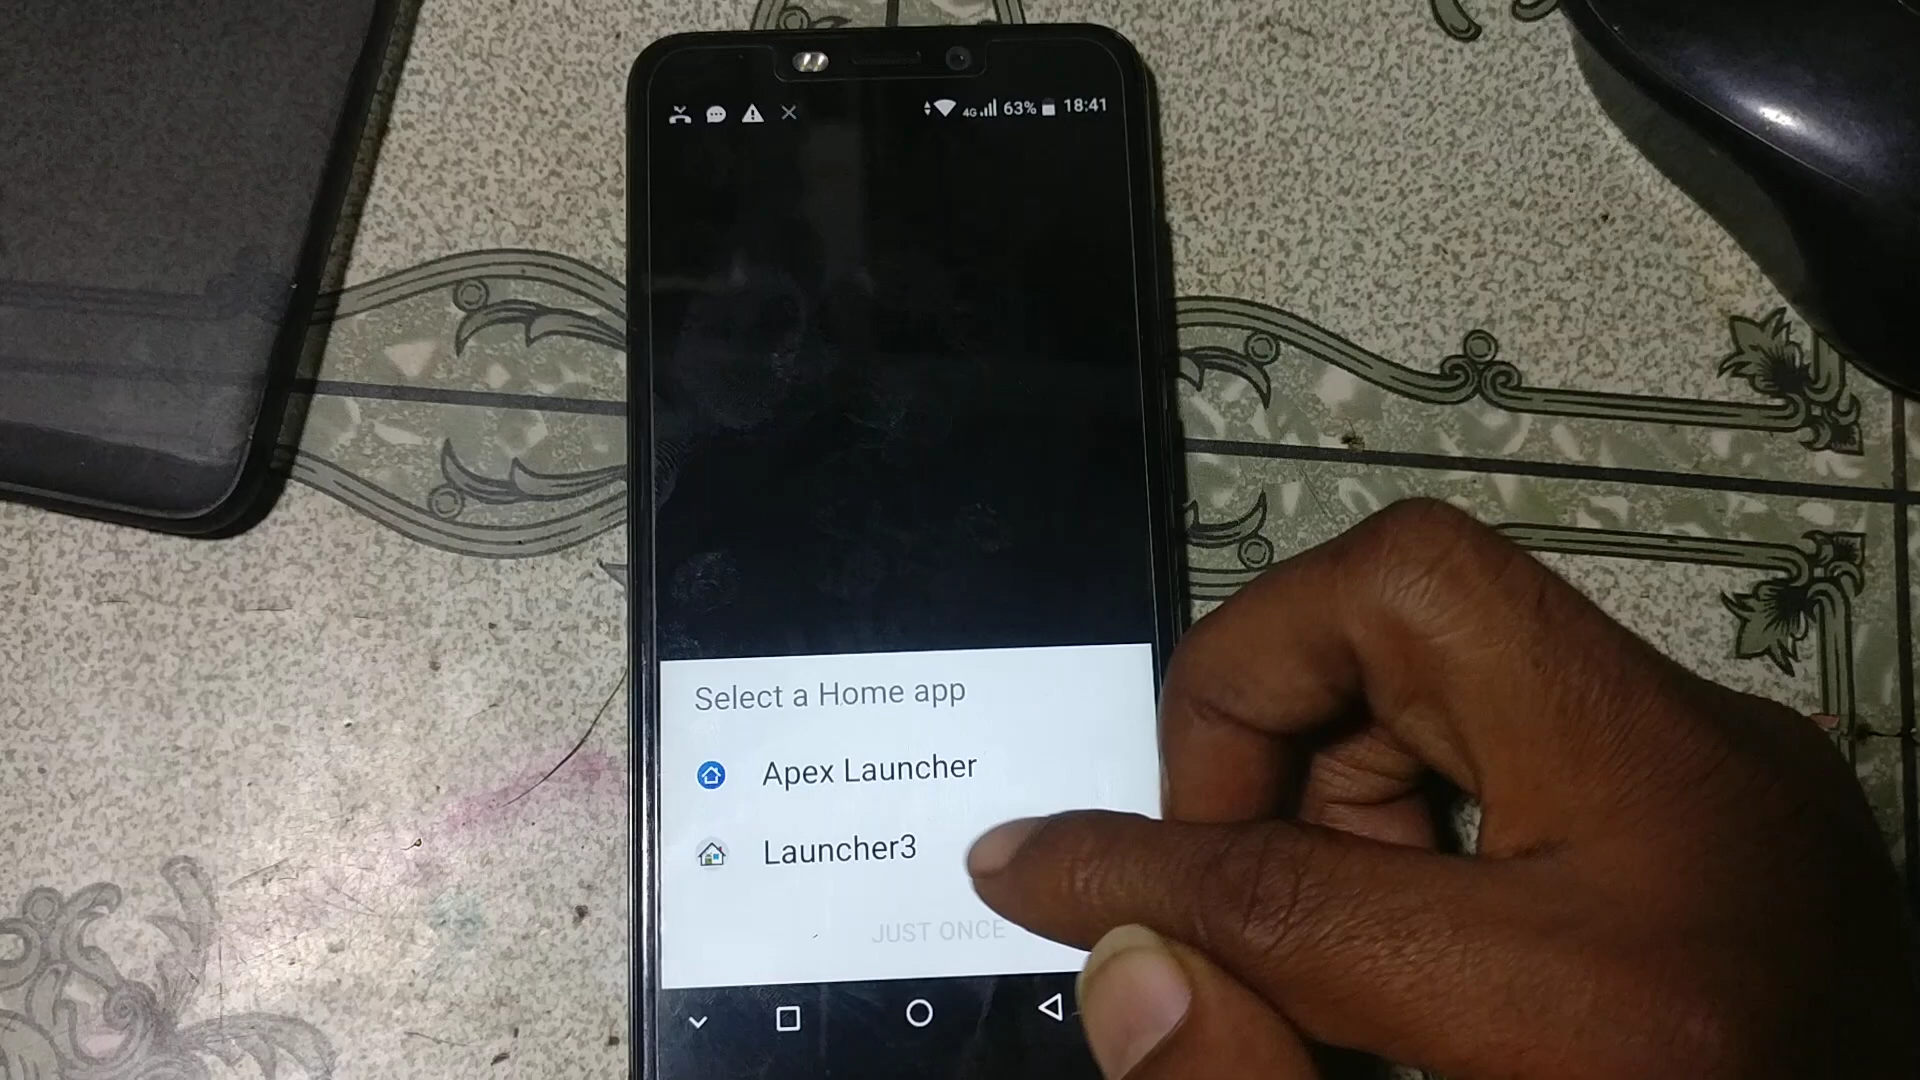 4G 63% 18:41
Select a Home app
Apex Launcher
Launcher3
JUST ONCE